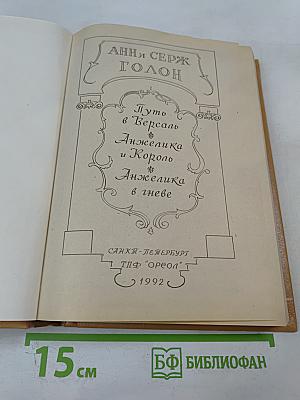 АНН и СЕРЖ
ГОЛОН
Путь
в Версаль
Анжелика
и Король
Анжелика
в гневе
САНКТ-ПЕТЕРБУРГ
ТПФ "ОРЕОЛ"
1992
15 см
БФ БИБЛИОФАН